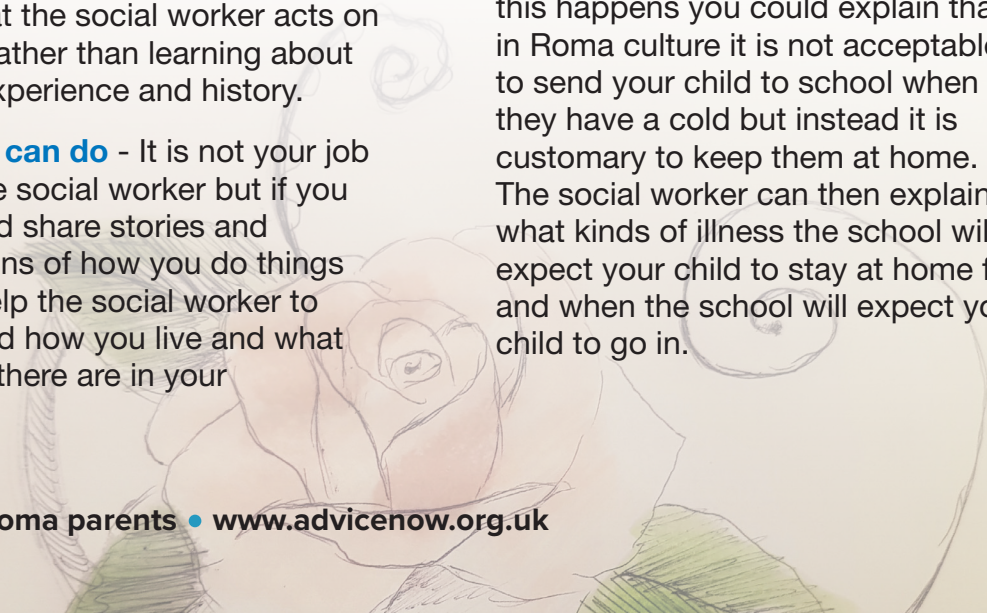 at the social worker acts on
ather than learning about
xperience and history.
can do - It is not your job
e social worker but if you
d share stories and
ns of how you do things
elp the social worker to
d how you live and what
there are in your
this happens you could explain tha
in Roma culture it is not acceptable
to send your child to school when
they have a cold but instead it is
customary to keep them at home.
The social worker can then explain
what kinds of illness the school wil
expect your child to stay at home f
and when the school will expect yo
child to go in.
oma parents • www.advicenow.org.uk